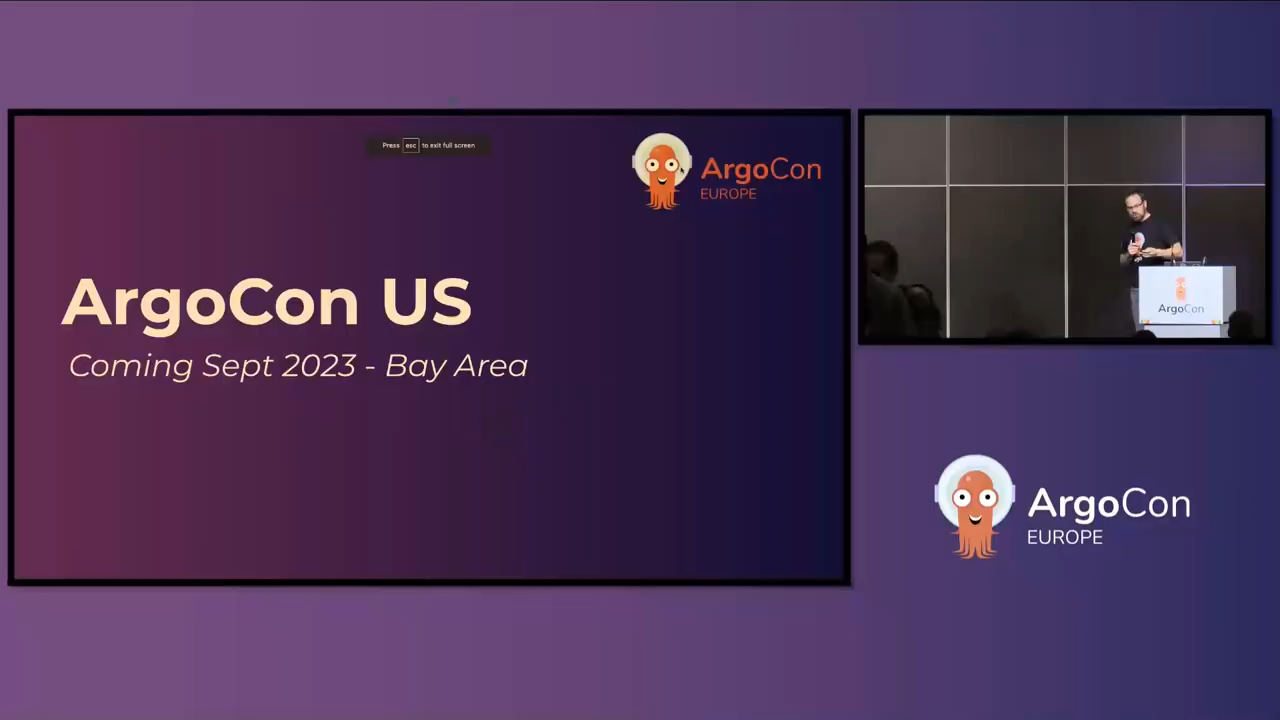 Press esc to exit full screen
ArgoCon
EUROPE
ArgoCon US
Coming Sept 2023 - Bay Area
ArgoCon
ArgoCon
EUROPE